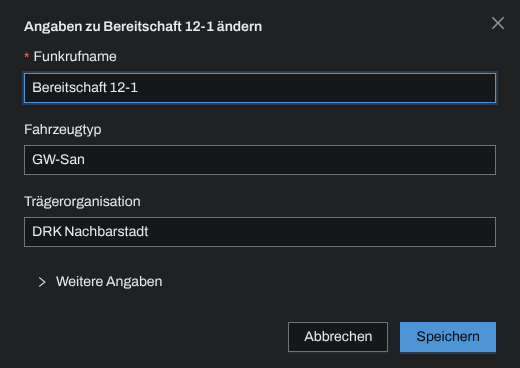 Angaben zu Bereitschaft 12-1 ändern
* Funkrufname
Bereitschaft 12-1
Fahrzeugtyp
GW-San
Trägerorganisation
DRK Nachbarstadt
Weitere Angaben
Abbrechen Speichern